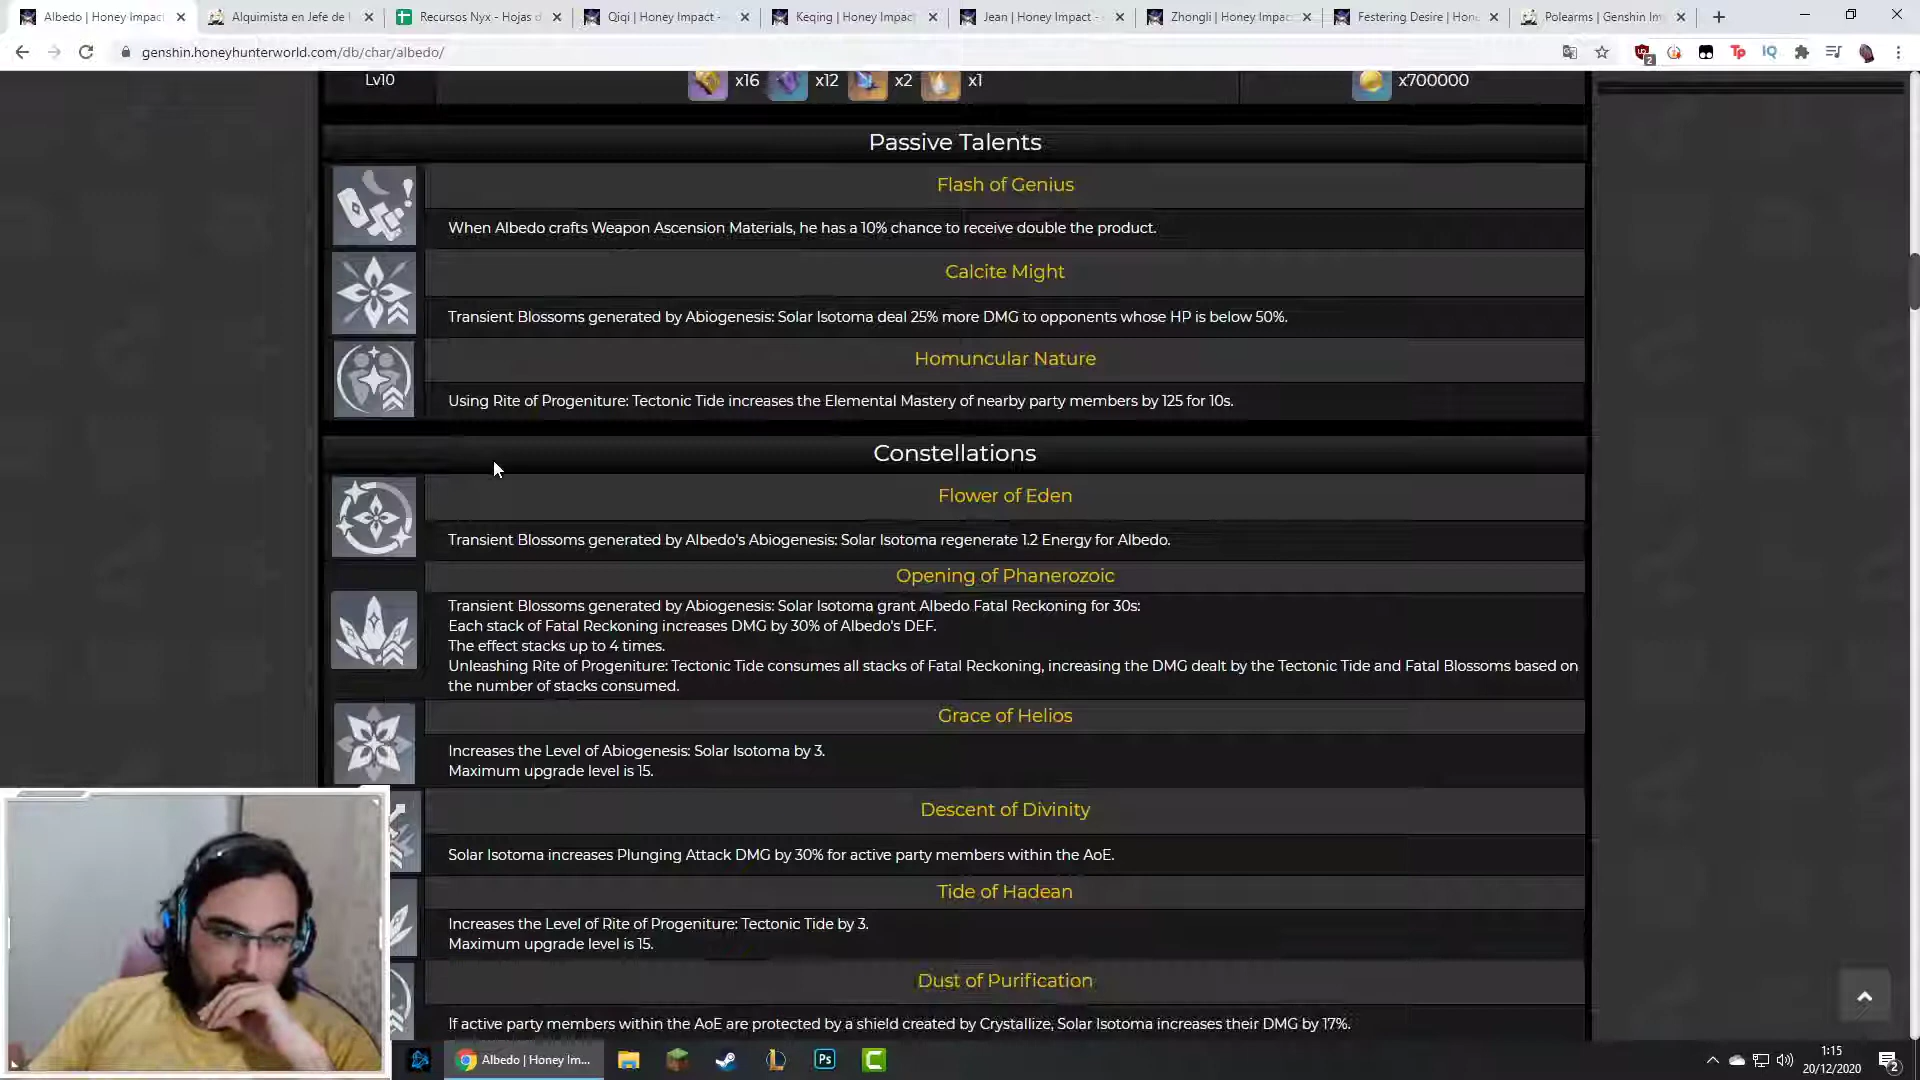 Albedo | Honey Impac
Alquimista en Jefe de l
Recursos Nyx - Hojas d
Qiqi | Honey Impact -
Keqing | Honey Impac
Jean | Honey Impact -
Zhongli | Honey Impac
Festering Desire | Hon
Polearms | Genshin Im
genshin.honeyhunterworld.com/db/char/albedo/
2
Tp
IQ
Lv10
x16
x12
x2
x1
x700000
Passive Talents
Flash of Genius
When Albedo crafts Weapon Ascension Materials, he has a 10% chance to receive double the product.
Calcite Might
Transient Blossoms generated by Abiogenesis: Solar Isotoma deal 25% more DMG to opponents whose HP is below 50%.
Homuncular Nature
Using Rite of Progeniture: Tectonic Tide increases the Elemental Mastery of nearby party members by 125 for 10s.
Constellations
Flower of Eden
Transient Blossoms generated by Albedo's Abiogenesis: Solar Isotoma regenerate 1.2 Energy for Albedo.
Opening of Phanerozoic
Transient Blossoms generated by Abiogenesis: Solar Isotoma grant Albedo Fatal Reckoning for 30s:
Each stack of Fatal Reckoning increases DMG by 30% of Albedo's DEF.
The effect stacks up to 4 times.
Unleashing Rite of Progeniture: Tectonic Tide consumes all stacks of Fatal Reckoning, increasing the DMG dealt by the Tectonic Tide and Fatal Blossoms based on
the number of stacks consumed.
Grace of Helios
Increases the Level of Abiogenesis: Solar Isotoma by 3.
Maximum upgrade level is 15.
Descent of Divinity
Solar Isotoma increases Plunging Attack DMG by 30% for active party members within the AoE.
Tide of Hadean
Increases the Level of Rite of Progeniture: Tectonic Tide by 3.
Maximum upgrade level is 15.
Dust of Purification
If active party members within the AoE are protected by a shield created by Crystallize, Solar Isotoma increases their DMG by 17%.
Albedo | Honey Im...
Ps
1:15
20/12/2020
2